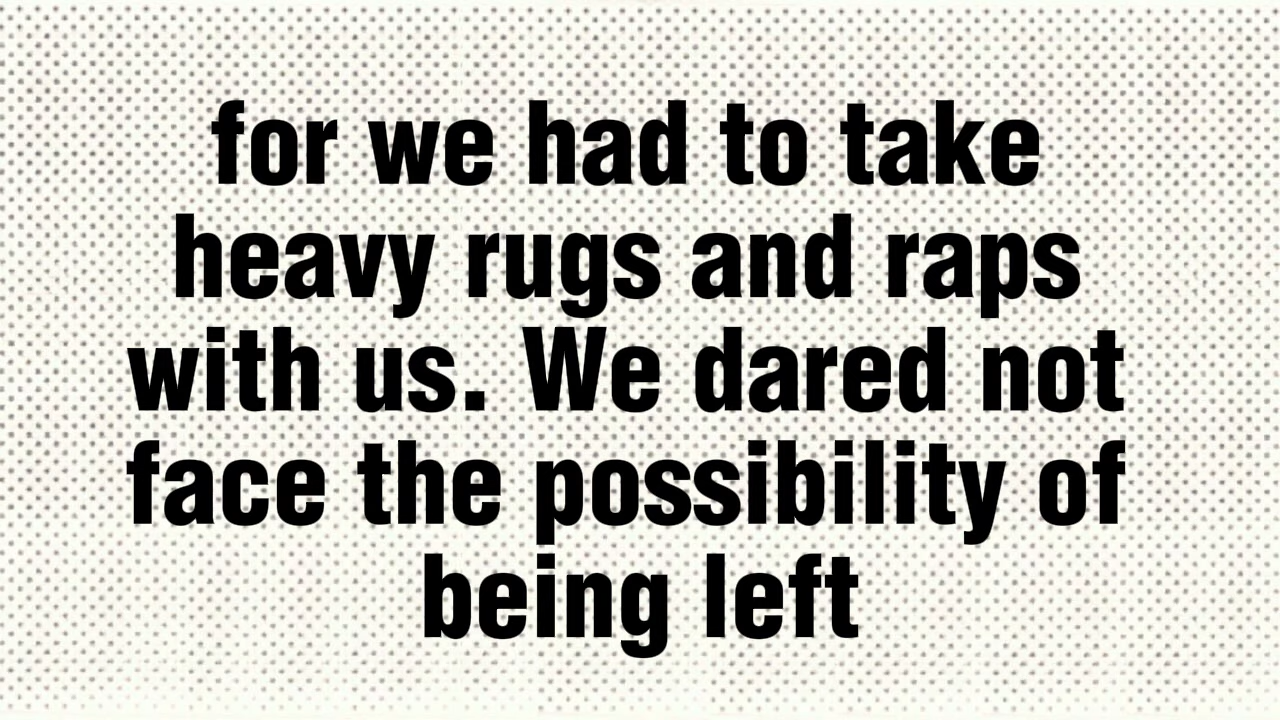 for we had to take
heavy rugs and raps
with us. We dared not
face the possibility of
being left